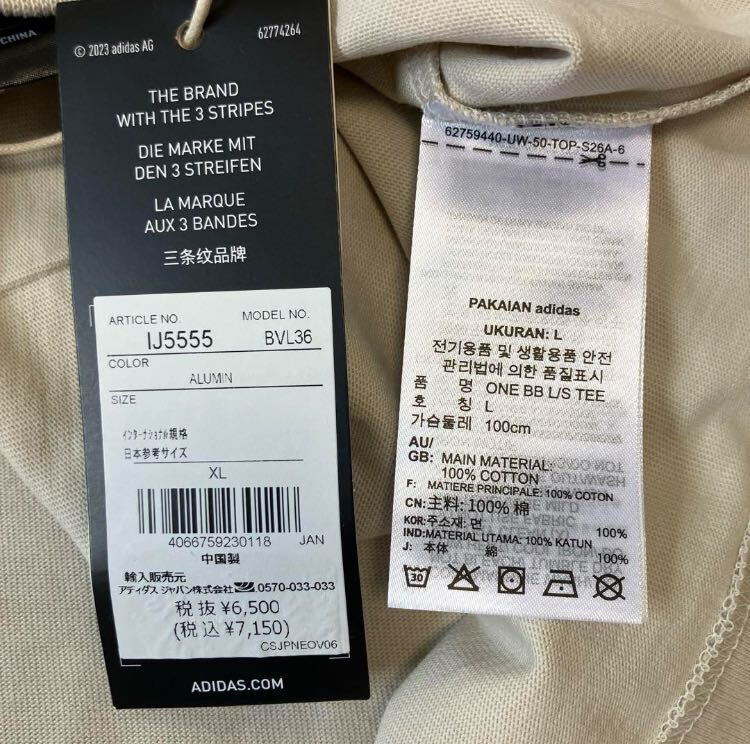 CHINA
© 2023 adidas AG
62774264
THE BRAND
WITH THE 3 STRIPES
DIE MARKE MIT
DEN 3 STREIFEN
LA MARQUE
AUX 3 BANDES
三条纹品牌
ARTICLE NO.
MODEL NO.
IJ5555
BVL36
COLOR
ALUMIN
SIZE
インターナショナル規格
日本参考サイズ
XL
4066759230118 JAN
中国製
輸入販売元
アディダス ジャパン株式会社 0570-033-033
税抜¥6,500
(税込¥7,150)
CSJPNEOV06
ADIDAS.COM
62759440-UW-50-TOP-S26A-6
PAKAIAN adidas
UKURAN: L
전기용품 및 생활용품 안전
관리법에 의한 품질표시
품 명 ONE BB L/S TEE
호 칭 L
가슴둘레 100cm
AU/
GB: MAIN MATERIAL:
100% COTTON
F: MATIERE PRINCIPALE: 100% COTON
CN: 主料: 100% 棉
KOR: 주소재: 면 100%
IND: MATERIAL UTAMA: 100% KATUN
J: 本体 綿 100%
30